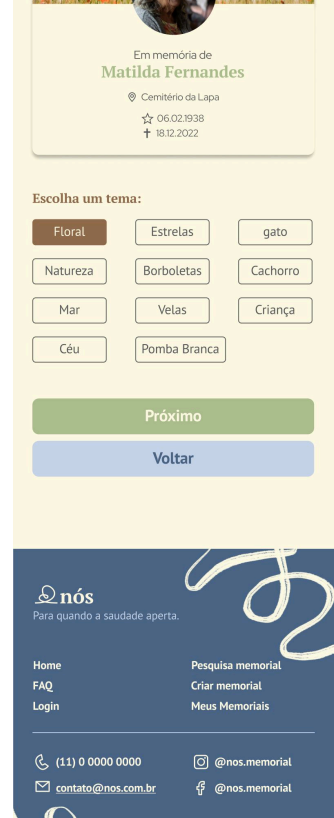 Em memória de
Matilda Fernandes
Cemitério da Lapa
06.02.1938
18.12.2022
Escolha um tema:
Floral
Estrelas
gato
Natureza
Borboletas
Cachorro
Mar
Velas
Criança
Céu
Pomba Branca
Próximo
Voltar
nós
Para quando a saudade aperta.
Home
Pesquisa memorial
FAQ
Criar memorial
Login
Meus Memoriais
(11) 0 0000 0000
@nos.memorial
contato@nos.com.br
@nos.memorial